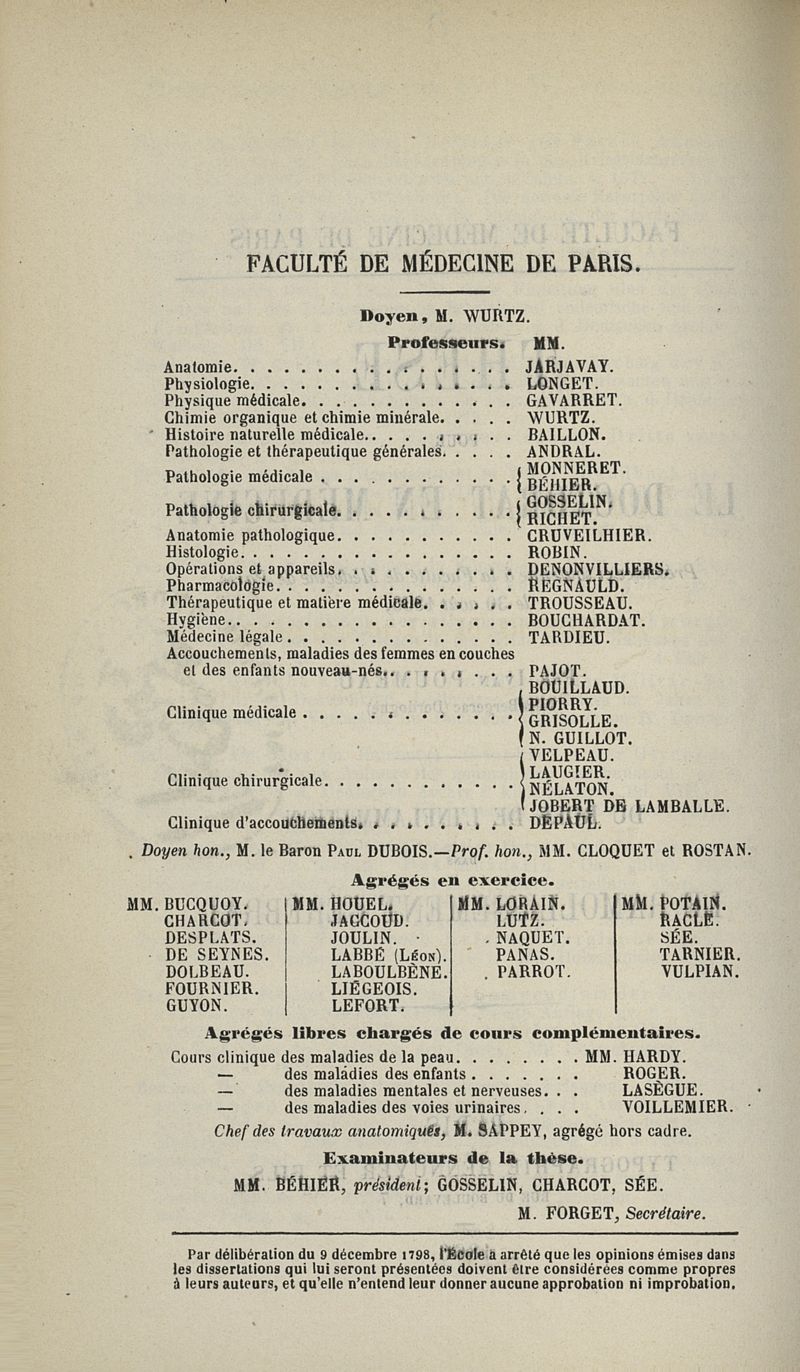 FACULTÉ DE MÉDECINE DE PARIS.
Doyen, M. WURTZ.
Professeurs. MM.
Anatomie. . . . . . . . . . . . . . . . . JARJAVAY.
Physiologie. . . . . . . . . . . . . . . . LONGET.
Physique médicale. . . . . . . . . . . . . GAVARRET.
Chimie organique et chimie minérale. . . . . WURTZ.
Histoire naturelle médicale. . . . . . . . . BAILLON.
Pathologie et thérapeutique générales. . . . . ANDRAL.
Pathologie médicale . . . . . . . . . . . . { MONNERET.
BÉHIER.
Pathologie chirurgicale. . . . . . . . . . . { GOSSELIN.
RICHET.
Anatomie pathologique. . . . . . . . . . . CRUVEILHIER.
Histologie. . . . . . . . . . . . . . . . . ROBIN.
Opérations et appareils. . . . . . . . . . . DENONVILLIERS.
Pharmacologie. . . . . . . . . . . . . . . REGNAULD.
Thérapeutique et matière médicale. . . . . . TROUSSEAU.
Hygiène. . . . . . . . . . . . . . . . . . BOUCHARDAT.
Médecine légale . . . . . . . . . . . . . . TARDIEU.
Accouchements, maladies des femmes en couches
et des enfants nouveau-nés. . . . . . . . . PAJOT.
Clinique médicale . . . . . . . . . . . . . { BOUILLAUD.
PIORRY.
GRISOLLE.
N. GUILLOT.
Clinique chirurgicale. . . . . . . . . . . . { VELPEAU.
LAUGIER.
NÉLATON.
JOBERT DE LAMBALLE.
Clinique d'accouchements. . . . . . . . . . DEPAUL.
Doyen hon., M. le Baron PAUL DUBOIS.—Prof. hon., MM. CLOQUET et ROSTAN.
Agrégés en exercice.
MM. BUCQUOY. MM. HOUEL. MM. LORAIN. MM. POTAIN.
CHARCOT. JACCOUD. LUTZ. RACLE.
DESPLATS. JOULIN. NAQUET. SÉE.
DE SEYNES. LABBÉ (LÉON). PANAS. TARNIER.
DOLBEAU. LABOULBÈNE. PARROT. VULPIAN.
FOURNIER. LIÉGEOIS.
GUYON. LEFORT.
Agrégés libres chargés de cours complémentaires.
Cours clinique des maladies de la peau. . . . . . . . MM. HARDY.
— des maladies des enfants . . . . . . . ROGER.
— des maladies mentales et nerveuses. . . LASÈGUE.
— des maladies des voies urinaires. . . . VOILLEMIER.
Chef des travaux anatomiques, M. SAPPEY, agrégé hors cadre.
Examinateurs de la thèse.
MM. BÉHIER, président; GOSSELIN, CHARCOT, SÉE.
M. FORGET, Secrétaire.
Par délibération du 9 décembre 1798, l'École a arrêté que les opinions émises dans
les dissertations qui lui seront présentées doivent être considérées comme propres
à leurs auteurs, et qu'elle n'entend leur donner aucune approbation ni improbation.